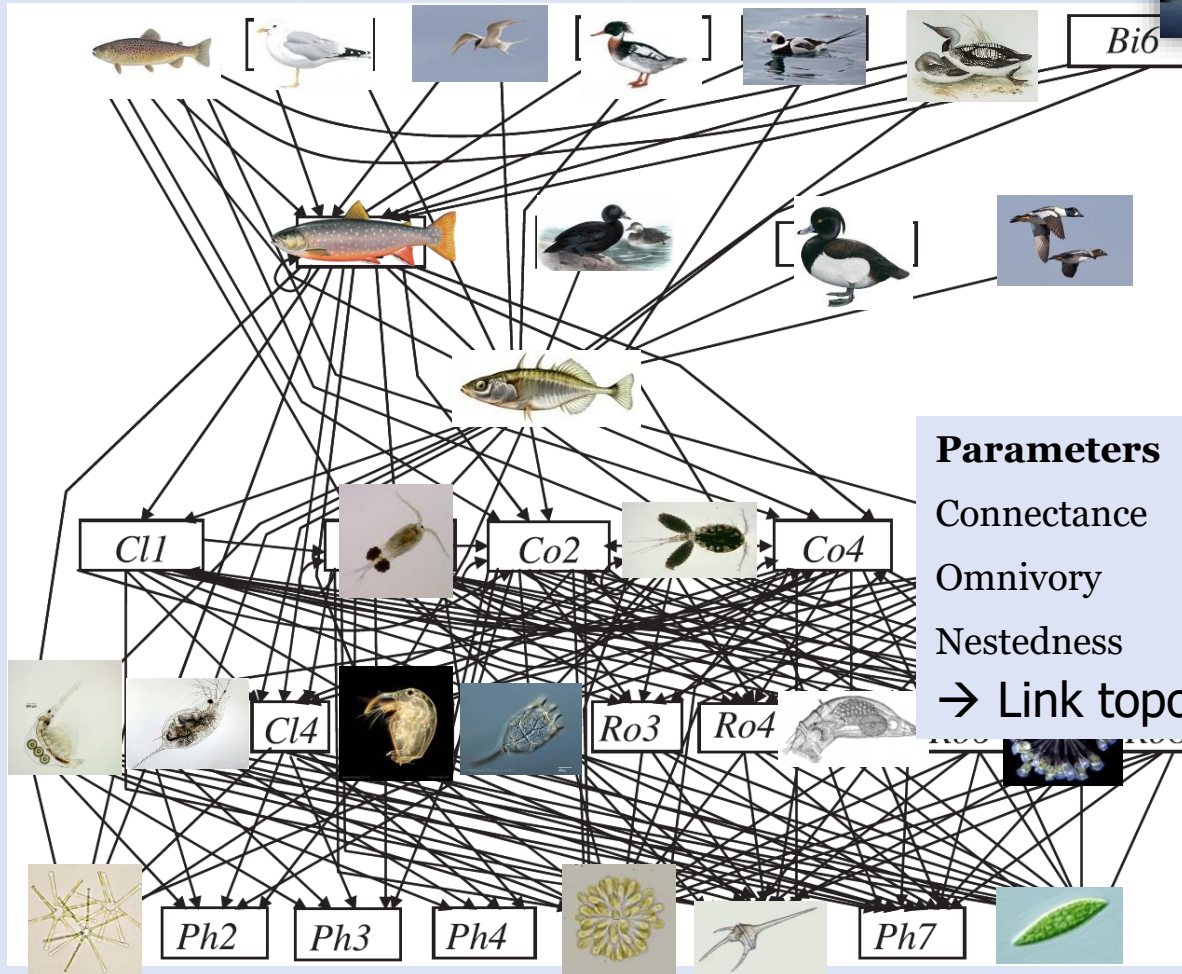 Bi6
Parameters
Connectance
Omnivory
Nestedness
→ Link topo
Cl1
Co2
Co4
Cl4
Ro3
Ro4
Ph2
Ph3
Ph4
Ph7